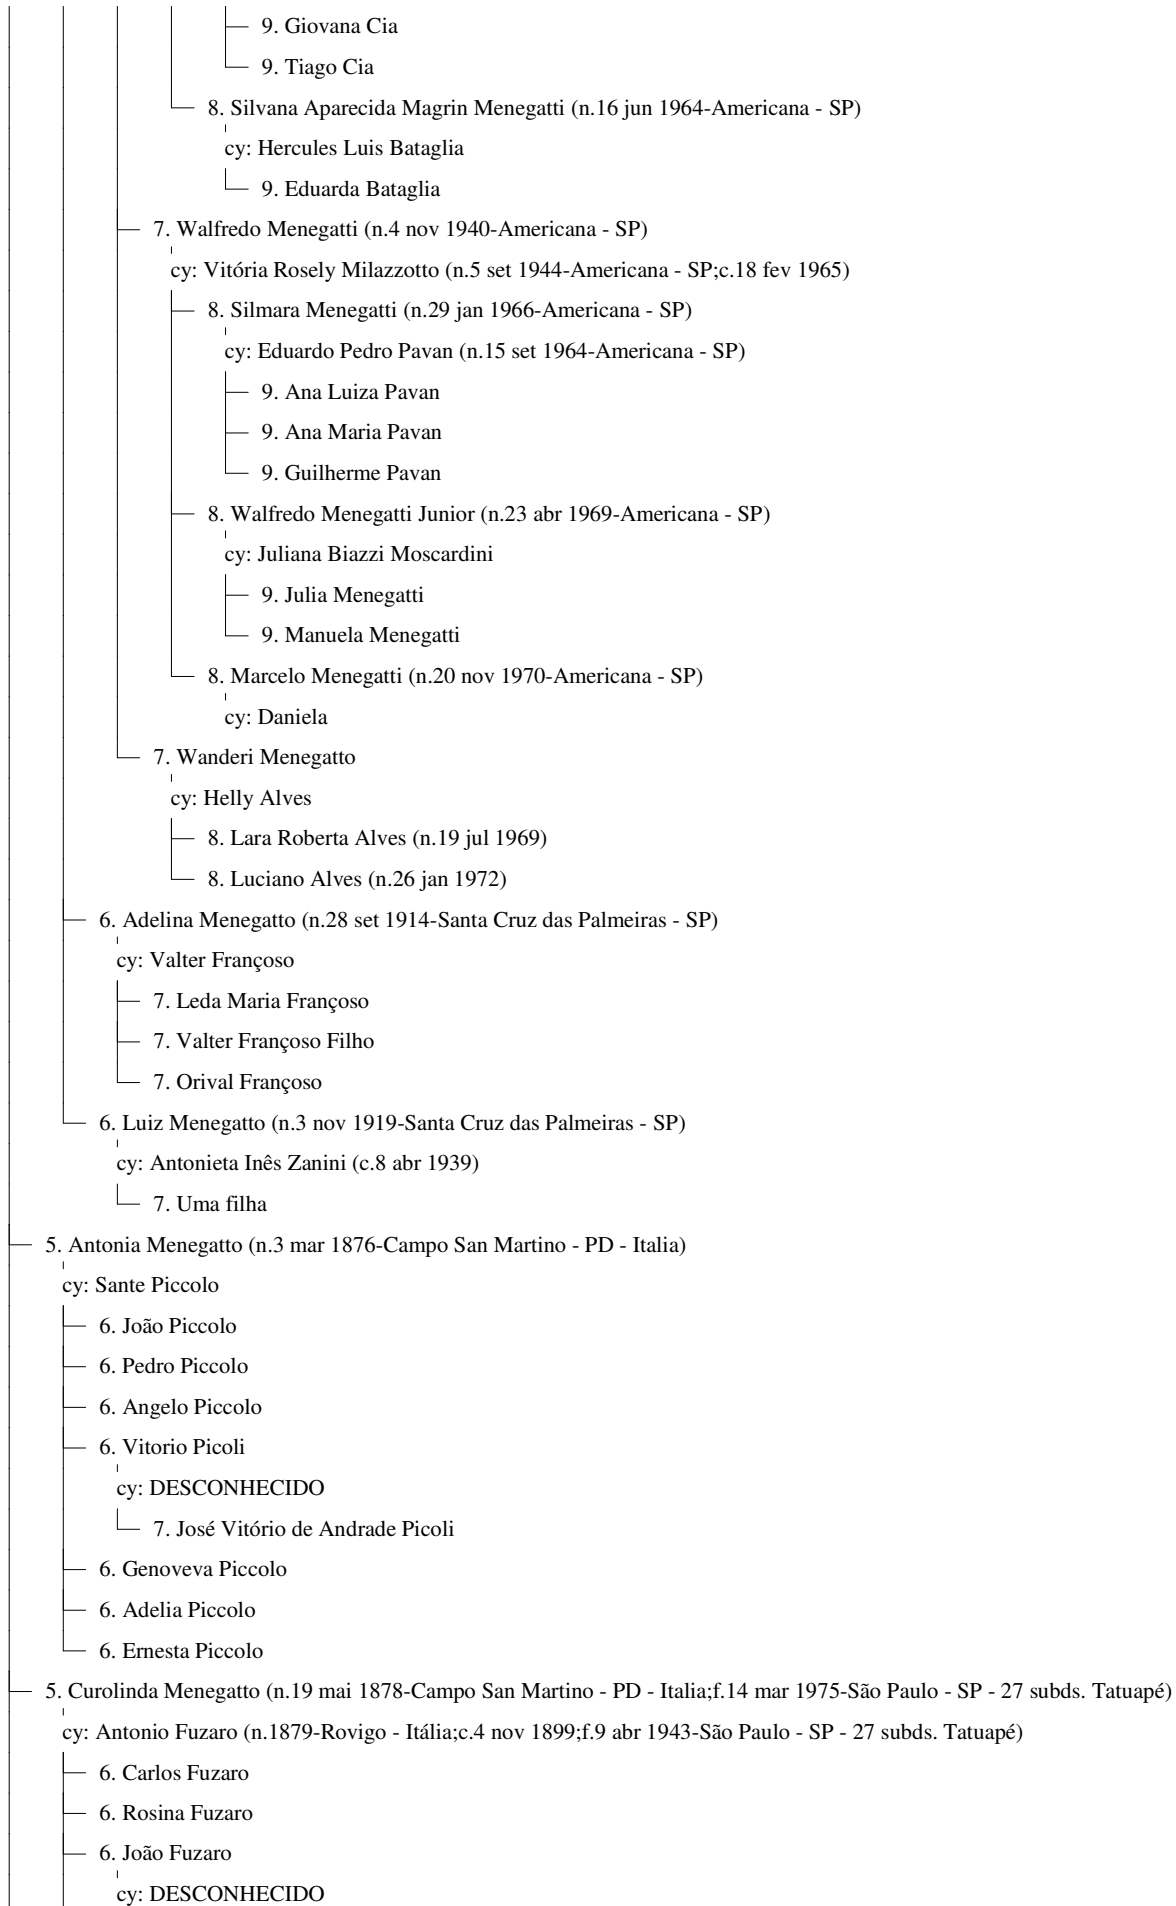 9. Giovana Cia
9. Tiago Cia
8. Silvana Aparecida Magrin Menegatti (n.16 jun 1964-Americana - SP)
cy: Hercules Luis Bataglia
9. Eduarda Bataglia
7. Walfredo Menegatti (n.4 nov 1940-Americana - SP)
cy: Vitória Rosely Milazzotto (n.5 set 1944-Americana - SP;c.18 fev 1965)
8. Silmara Menegatti (n.29 jan 1966-Americana - SP)
cy: Eduardo Pedro Pavan (n.15 set 1964-Americana - SP)
9. Ana Luiza Pavan
9. Ana Maria Pavan
9. Guilherme Pavan
8. Walfredo Menegatti Junior (n.23 abr 1969-Americana - SP)
cy: Juliana Biazzi Moscardini
9. Julia Menegatti
9. Manuela Menegatti
8. Marcelo Menegatti (n.20 nov 1970-Americana - SP)
cy: Daniela
7. Wanderi Menegatto
cy: Helly Alves
8. Lara Roberta Alves (n.19 jul 1969)
8. Luciano Alves (n.26 jan 1972)
6. Adelina Menegatto (n.28 set 1914-Santa Cruz das Palmeiras - SP)
cy: Valter Françoso
7. Leda Maria Françoso
7. Valter Françoso Filho
7. Orival Françoso
6. Luiz Menegatto (n.3 nov 1919-Santa Cruz das Palmeiras - SP)
cy: Antonieta Inês Zanini (c.8 abr 1939)
7. Uma filha
5. Antonia Menegatto (n.3 mar 1876-Campo San Martino - PD - Italia)
cy: Sante Piccolo
6. João Piccolo
6. Pedro Piccolo
6. Angelo Piccolo
6. Vitorio Picoli
cy: DESCONHECIDO
7. José Vitório de Andrade Picoli
6. Genoveva Piccolo
6. Adelia Piccolo
6. Ernesta Piccolo
5. Curolinda Menegatto (n.19 mai 1878-Campo San Martino - PD - Italia;f.14 mar 1975-São Paulo - SP - 27 subds. Tatuapé)
cy: Antonio Fuzaro (n.1879-Rovigo - Itália;c.4 nov 1899;f.9 abr 1943-São Paulo - SP - 27 subds. Tatuapé)
6. Carlos Fuzaro
6. Rosina Fuzaro
6. João Fuzaro
cy: DESCONHECIDO